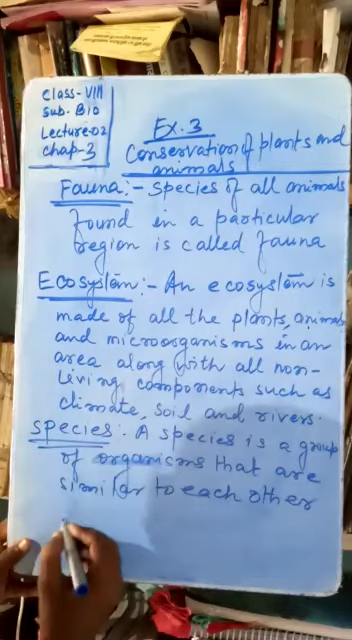 Class-VIII
Sub. Bio
Lecture-02
Chap-3
Ex.3
Conservation of plants and
animals
Fauna:- Species of all animals
found in a particular
region is called fauna
Ecosystem:- An ecosystem is
made of all the plants, animals
and microorganisms in an
area along with all non-
living components such as
climate, soil and rivers.
Species: A species is a group
of organisms that are
similar to each other